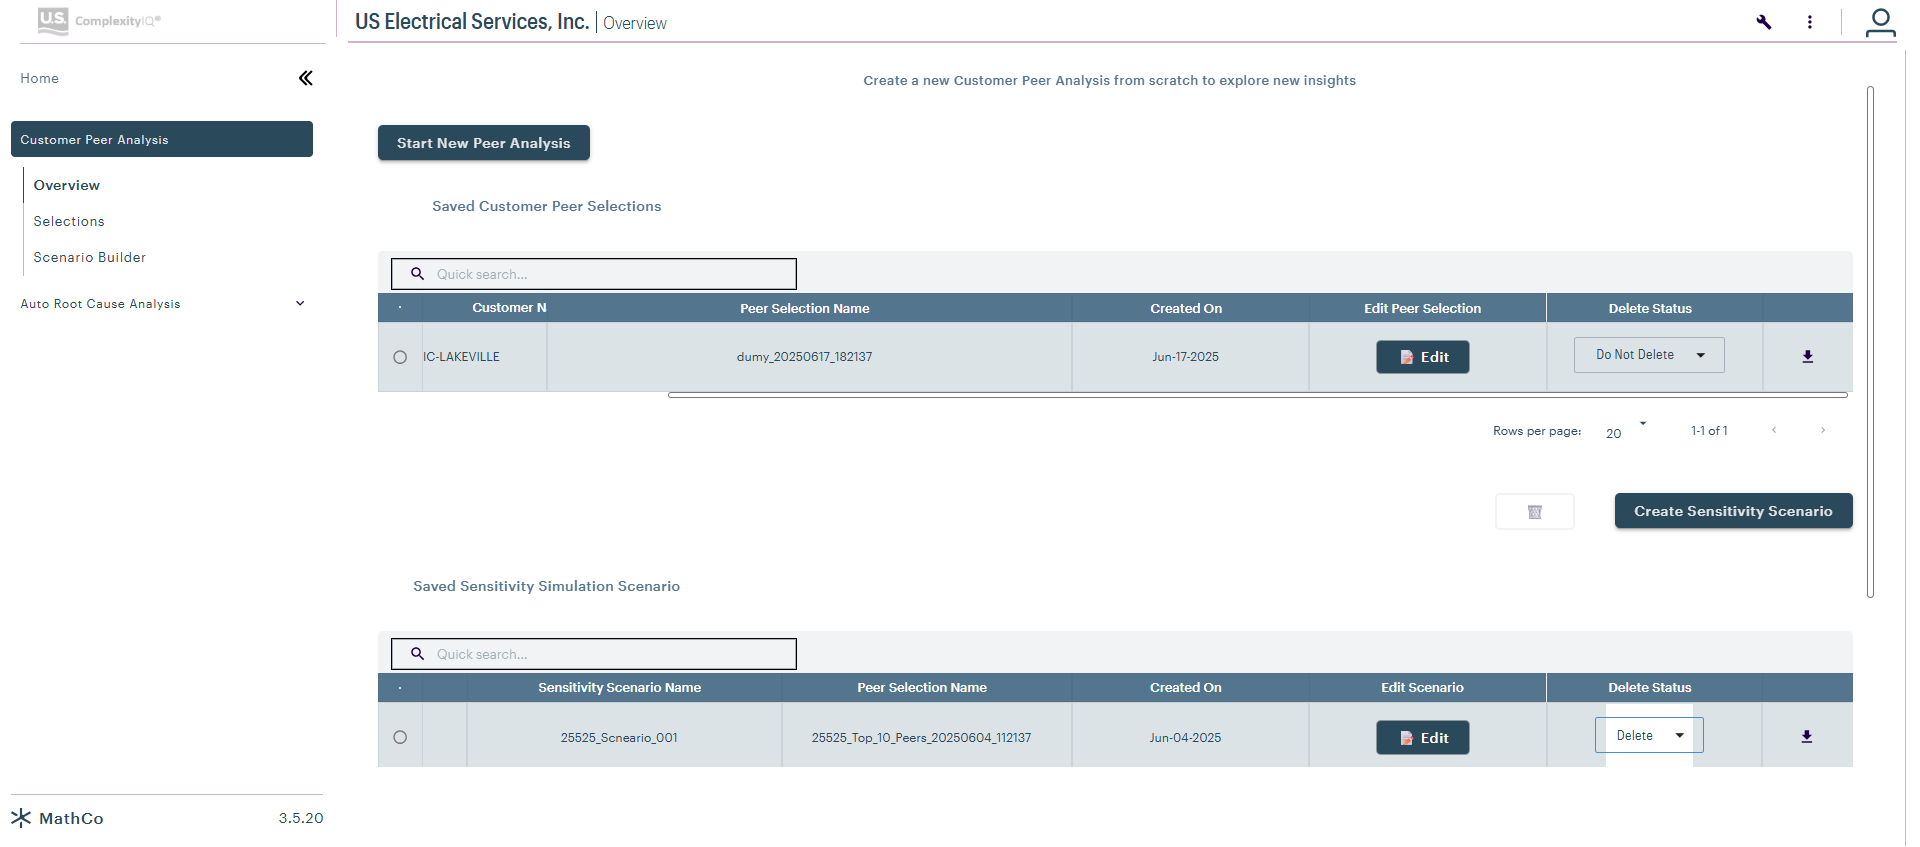 U.S. ComplexityIQ®
US Electrical Services, Inc. | Overview
Home
Create a new Customer Peer Analysis from scratch to explore new insights
Customer Peer Analysis
Start New Peer Analysis
Overview
Selections
Saved Customer Peer Selections
Scenario Builder
Quick search...
Auto Root Cause Analysis
Customer N Peer Selection Name Created On Edit Peer Selection Delete Status
IC-LAKEVILLE dumy_20250617_182137 Jun-17-2025 Edit Do Not Delete
Rows per page: 20 1-1 of 1
Create Sensitivity Scenario
Saved Sensitivity Simulation Scenario
Quick search...
Sensitivity Scenario Name Peer Selection Name Created On Edit Scenario Delete Status
25525_Scneario_001 25525_Top_10_Peers_20250604_112137 Jun-04-2025 Edit Delete
MathCo 3.5.20